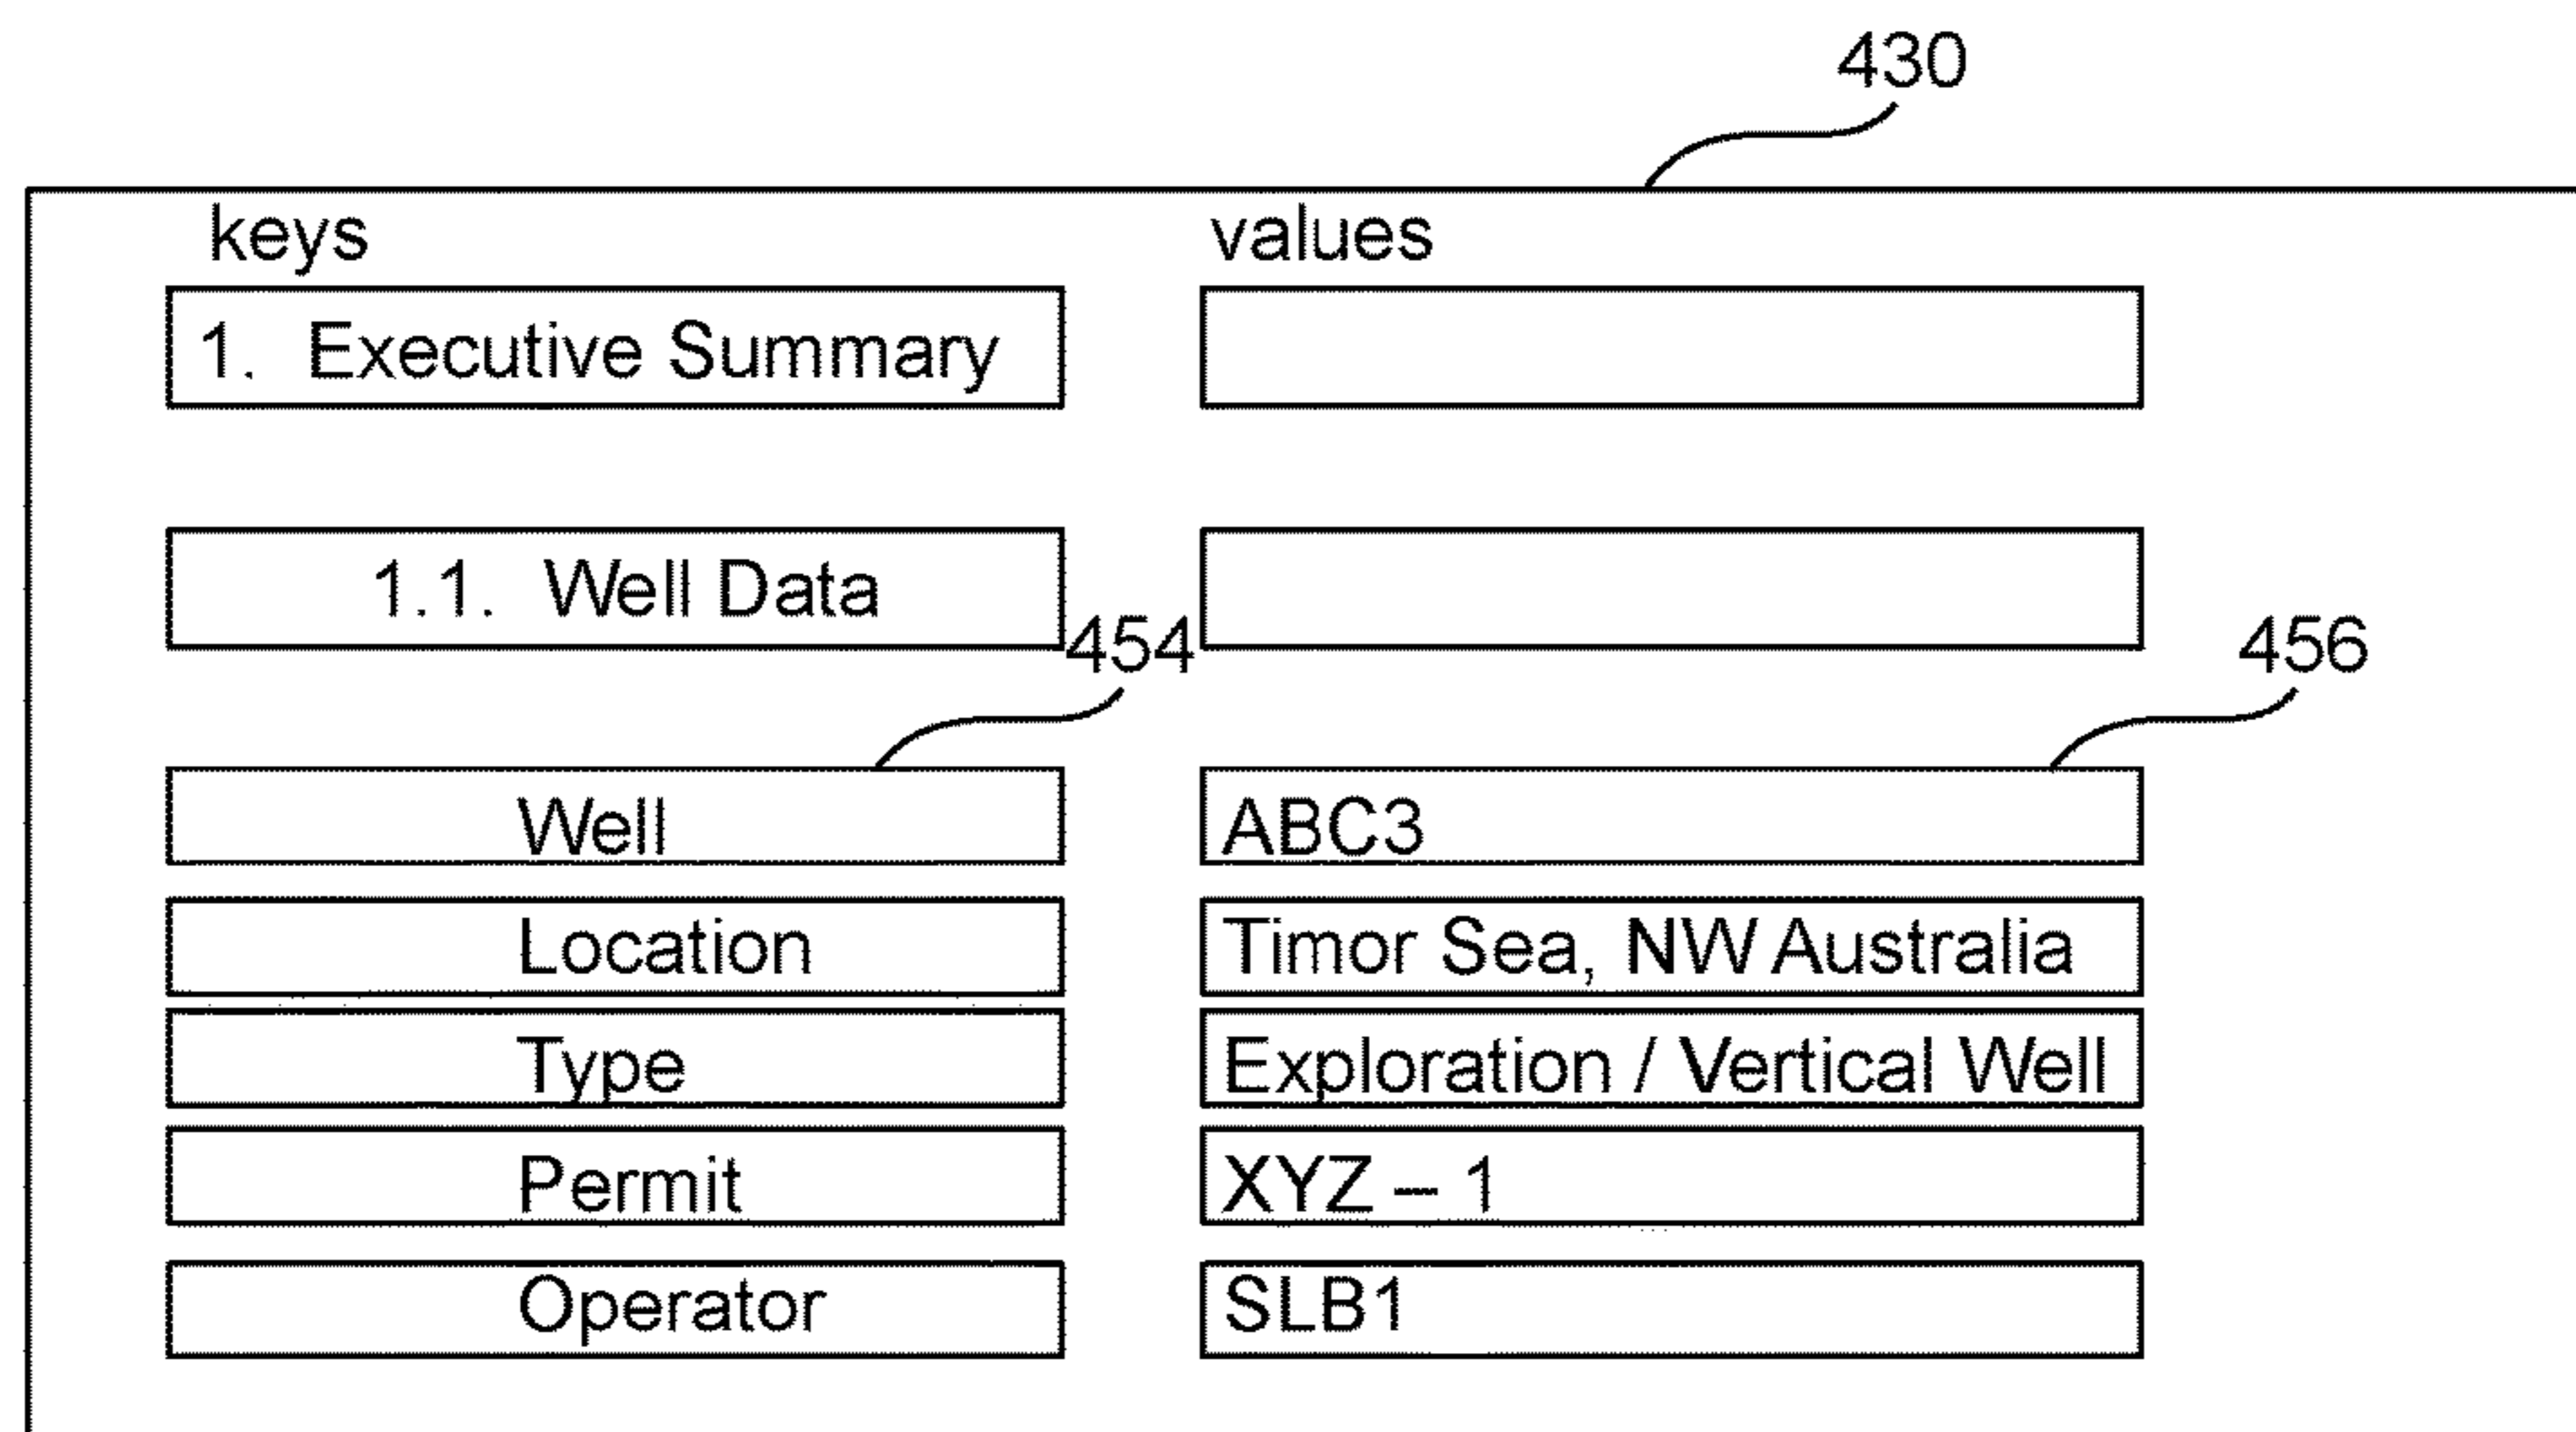 430
keys values
1. Executive Summary
1.1. Well Data
454 456
Well ABC3
Location Timor Sea, NW Australia
Type Exploration / Vertical Well
Permit XYZ – 1
Operator SLB1